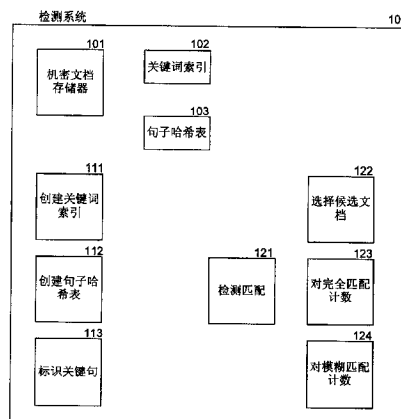 检测系统
10
101
机密文档
存储器
102
关键词索引
103
句子哈希表
111
创建关键词
索引
122
选择候选文
档
112
创建句子哈
希表
121
检测匹配
123
对完全匹配
计数
113
标识关键句
124
对模糊匹配
计数